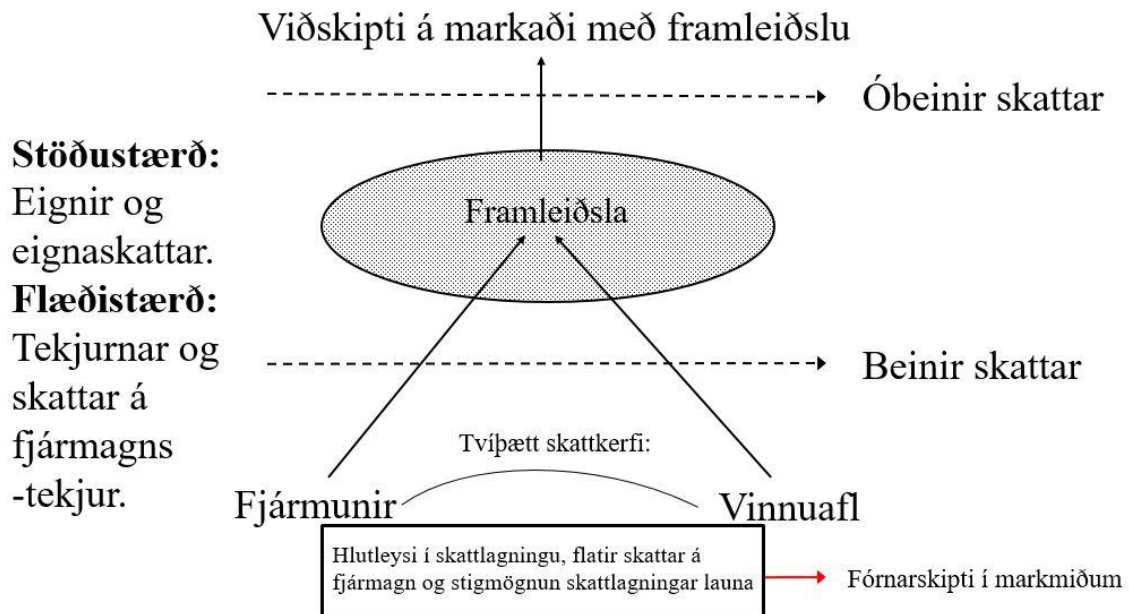 Viðskipti á markaði með framleiðslu
Óbeinir skattar
Stöðustærð:
Eignir og
eignaskattar.
Flæðistærð:
Tekjurnar og
skattar á
fjármagns
-tekjur.
Framleiðsla
Beinir skattar
Tvíþætt skattkerfi:
Fjármunir
Vinnuafl
Hlutleysi í skattlagningu, flatir skattar á
fjármagn og stigmögnun skattlagningar launa
Fórnarskipti í markmiðum